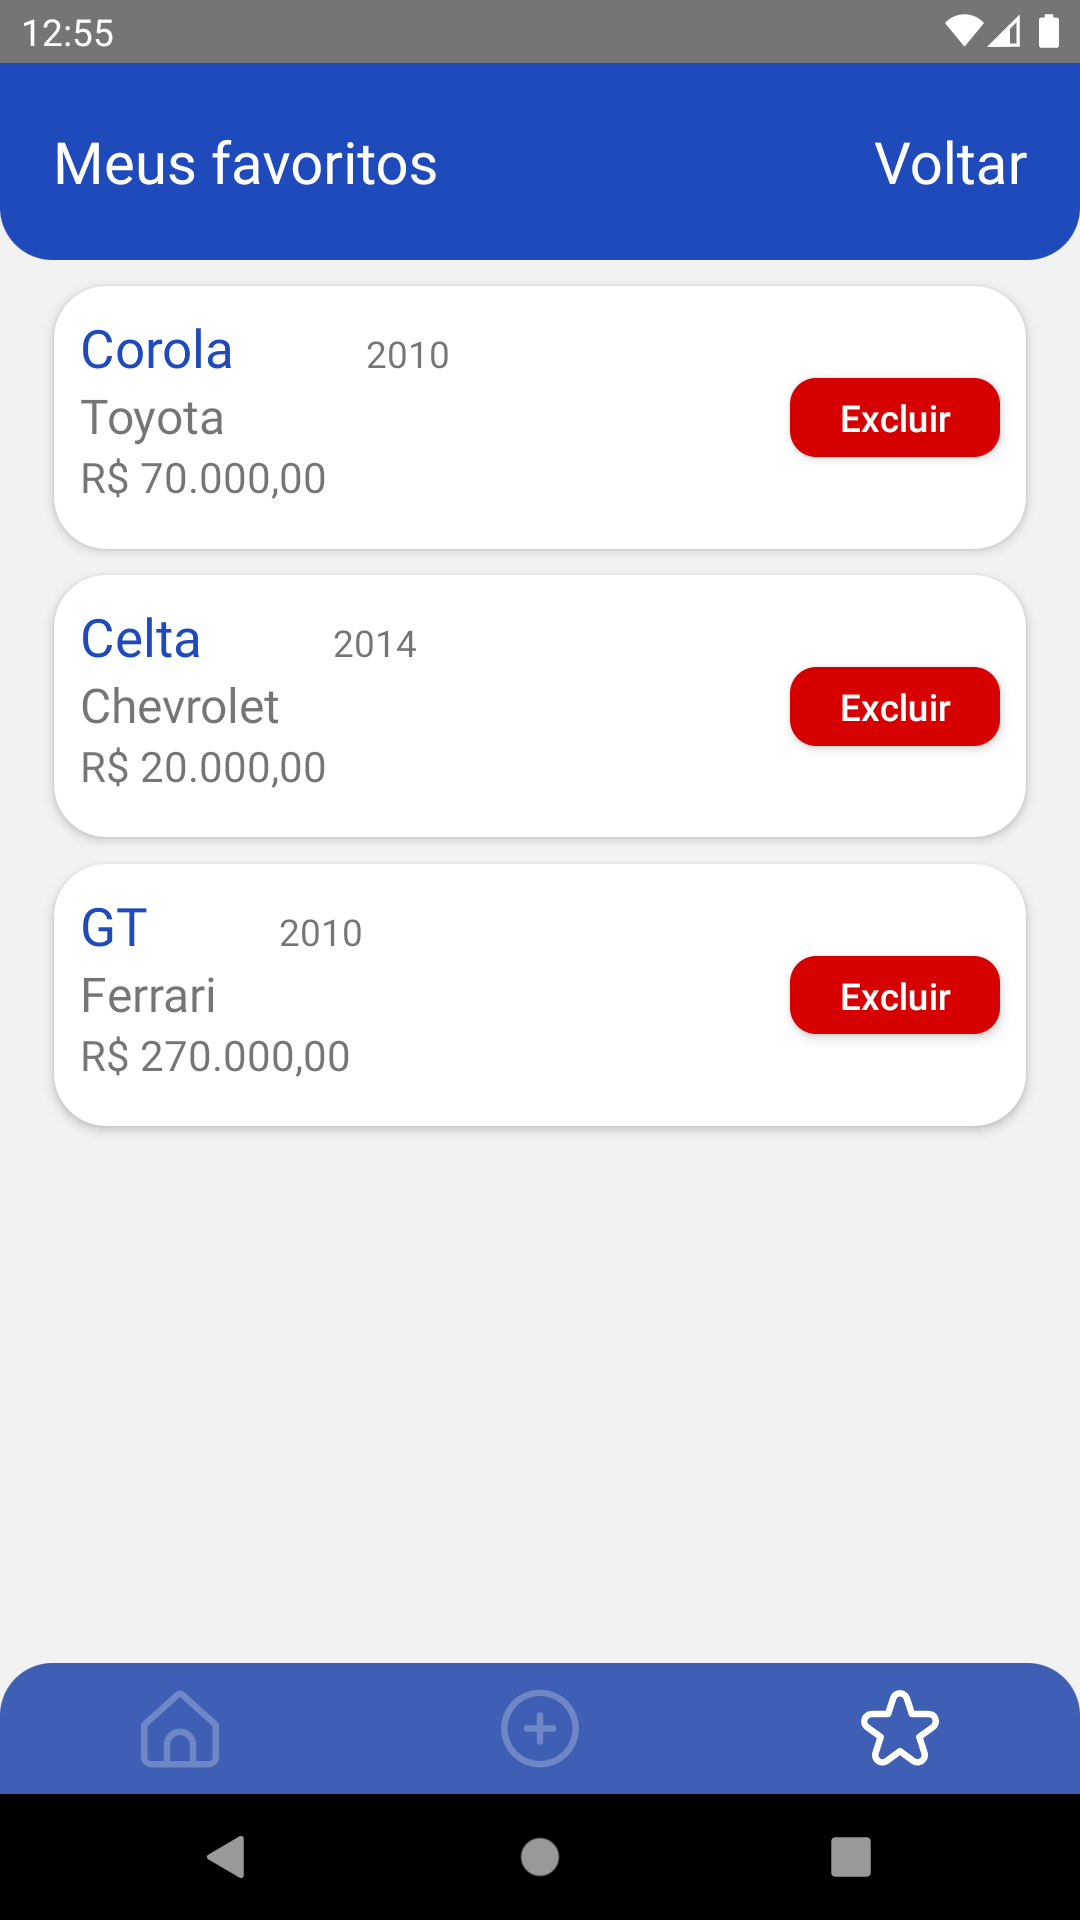 12:55
Meus favoritos Voltar
Corola 2010
Toyota
Excluir
R$ 70.000,00
Celta 2014
Chevrolet
Excluir
R$ 20.000,00
GT 2010
Ferrari
Excluir
R$ 270.000,00